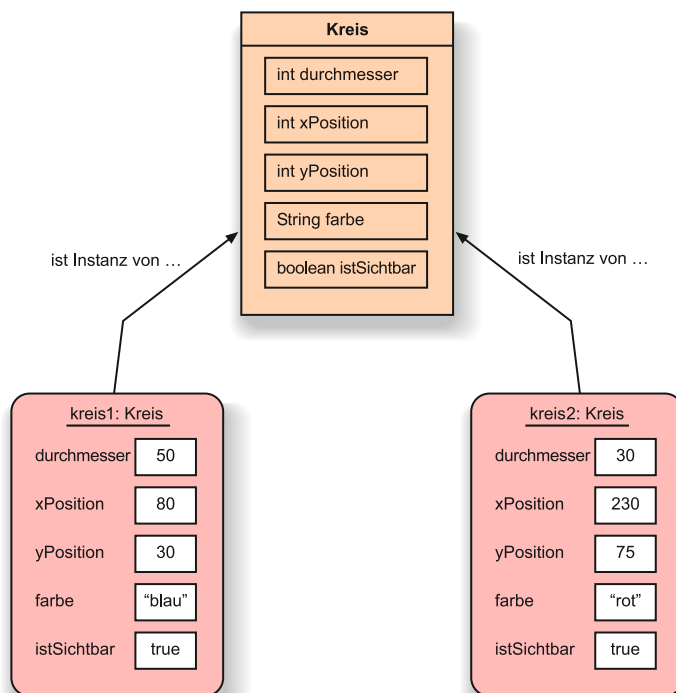 Kreis
int durchmesser
int xPosition
int yPosition
String farbe
boolean istSichtbar
ist Instanz von …
ist Instanz von …
kreis1: Kreis
durchmesser 50
xPosition 80
yPosition 30
farbe “blau”
istSichtbar true
kreis2: Kreis
durchmesser 30
xPosition 230
yPosition 75
farbe “rot”
istSichtbar true